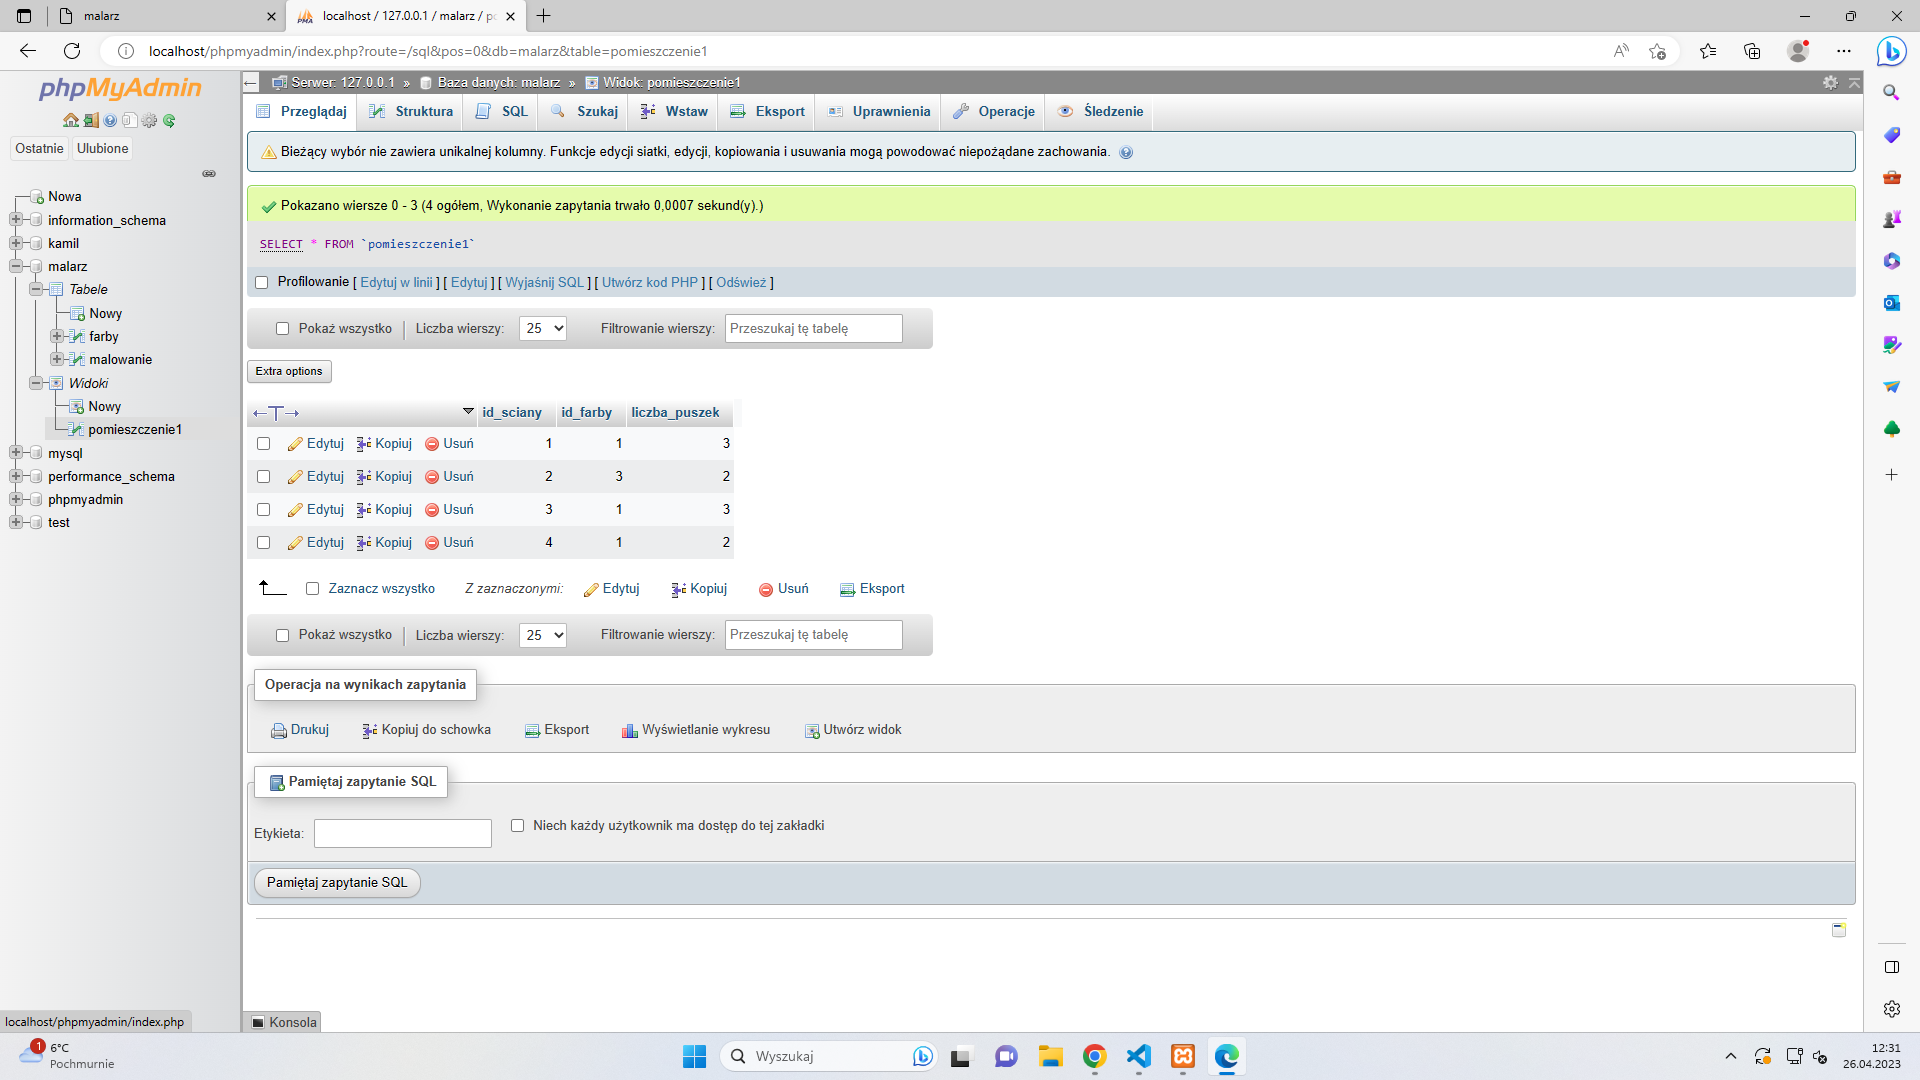 malarz
localhost / 127.0.0.1 / malarz / po
localhost/phpmyadmin/index.php?route=/sql&pos=0&db=malarz&table=pomieszczenie1
phpMyAdmin
Serwer: 127.0.0.1 » Baza danych: malarz » Widok: pomieszczenie1
Przeglądaj Struktura SQL Szukaj Wstaw Eksport Uprawnienia Operacje Śledzenie
Ostatnie Ulubione
Nowa
information_schema
kamil
malarz
Tabele
Nowy
farby
malowanie
Widoki
Nowy
pomieszczenie1
mysql
performance_schema
phpmyadmin
test
Bieżący wybór nie zawiera unikalnej kolumny. Funkcje edycji siatki, edycji, kopiowania i usuwania mogą powodować niepożądane zachowania.
Pokazano wiersze 0 - 3 (4 ogółem, Wykonanie zapytania trwało 0,0007 sekund(y).)
SELECT * FROM `pomieszczenie1`
Profilowanie [ Edytuj w linii ] [ Edytuj ] [ Wyjaśnij SQL ] [ Utwórz kod PHP ] [ Odśwież ]
Pokaż wszystko Liczba wierszy: 25 Filtrowanie wierszy: Przeszukaj tę tabelę
Extra options
←T→ id_sciany id_farby liczba_puszek
Edytuj Kopiuj Usuń 1 1 3
Edytuj Kopiuj Usuń 2 3 2
Edytuj Kopiuj Usuń 3 1 3
Edytuj Kopiuj Usuń 4 1 2
Zaznacz wszystko Z zaznaczonymi: Edytuj Kopiuj Usuń Eksport
Pokaż wszystko Liczba wierszy: 25 Filtrowanie wierszy: Przeszukaj tę tabelę
Operacja na wynikach zapytania
Drukuj Kopiuj do schowka Eksport Wyświetlanie wykresu Utwórz widok
Pamiętaj zapytanie SQL
Etykieta: Niech każdy użytkownik ma dostęp do tej zakładki
Pamiętaj zapytanie SQL
localhost/phpmyadmin/index.php
Konsola
1
6°C
Pochmurnie
Wyszukaj
12:31
26.04.2023